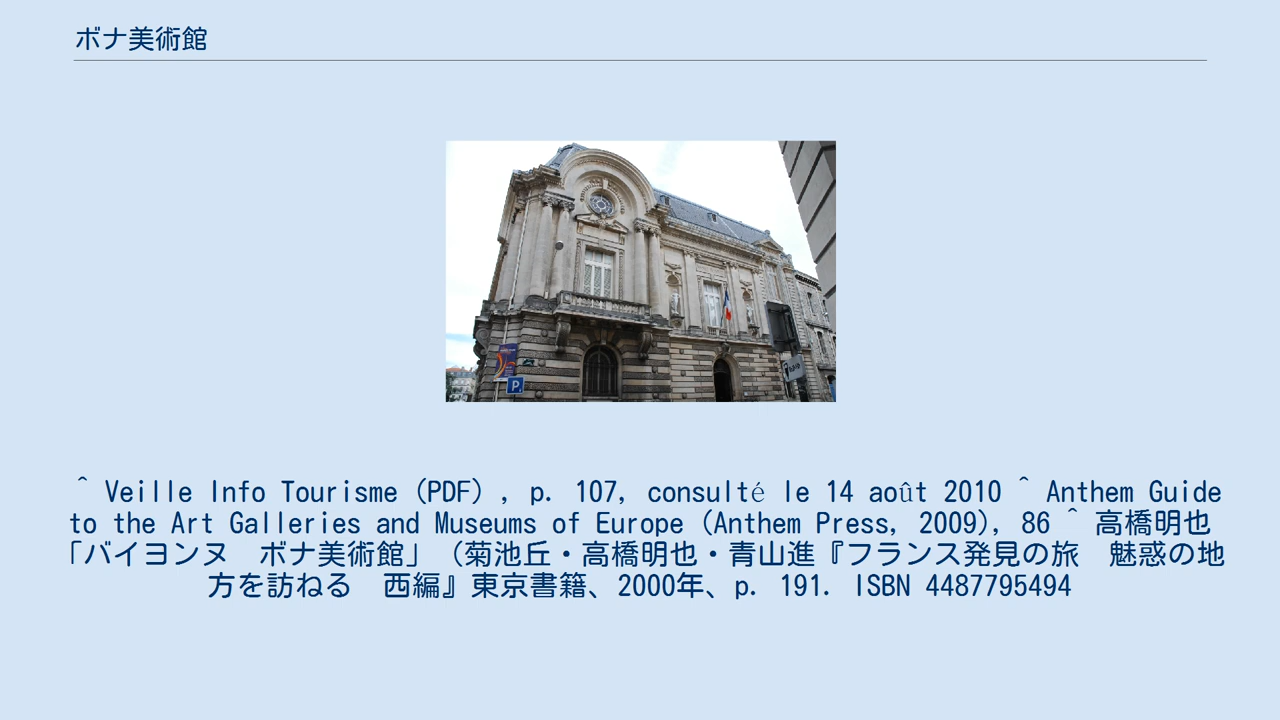 ボナ美術館
P
^ Veille Info Tourisme (PDF) , p. 107, consulté le 14 août 2010 ^ Anthem Guide
to the Art Galleries and Museums of Europe (Anthem Press, 2009), 86 ^ 高橋明也
「バイヨンヌ　ボナ美術館」（菊池丘・高橋明也・青山進『フランス発見の旅　魅惑の地
方を訪ねる　西編』東京書籍、2000年、p. 191. ISBN 4487795494